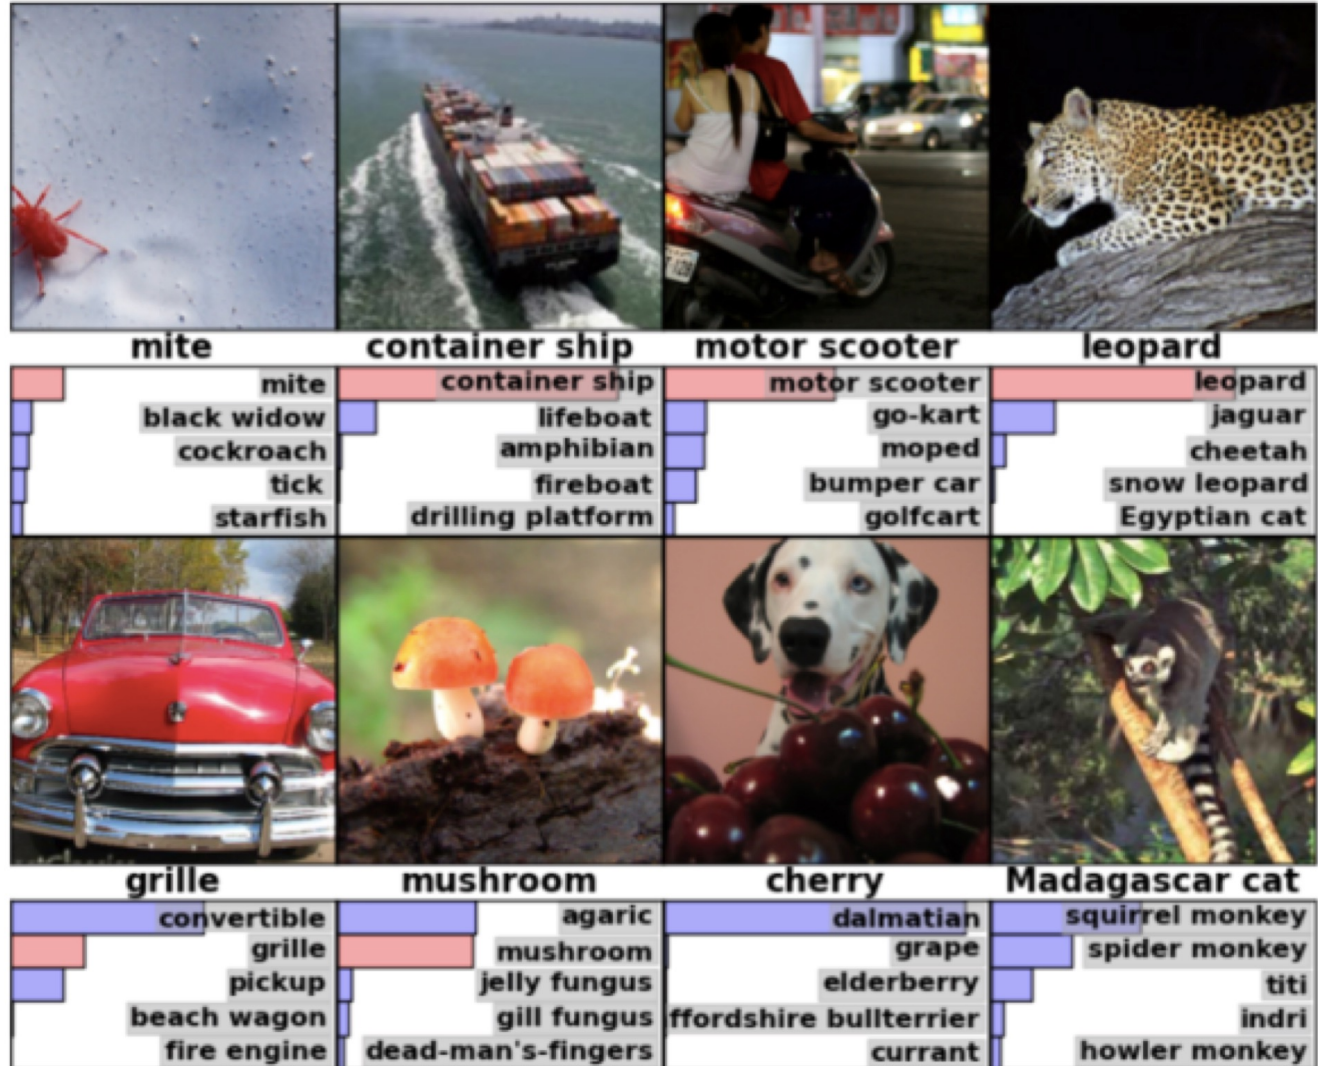 mite
container ship
motor scooter
leopard
mite
black widow
cockroach
tick
starfish
container ship
lifeboat
amphibian
fireboat
drilling platform
motor scooter
go-kart
moped
bumper car
golfcart
leopard
jaguar
cheetah
snow leopard
Egyptian cat
grille
mushroom
cherry
Madagascar cat
convertible
grille
pickup
beach wagon
fire engine
agaric
mushroom
jelly fungus
gill fungus
dead-man's-fingers
dalmatian
grape
elderberry
ffordshire bullterrier
currant
squirrel monkey
spider monkey
titi
indri
howler monkey